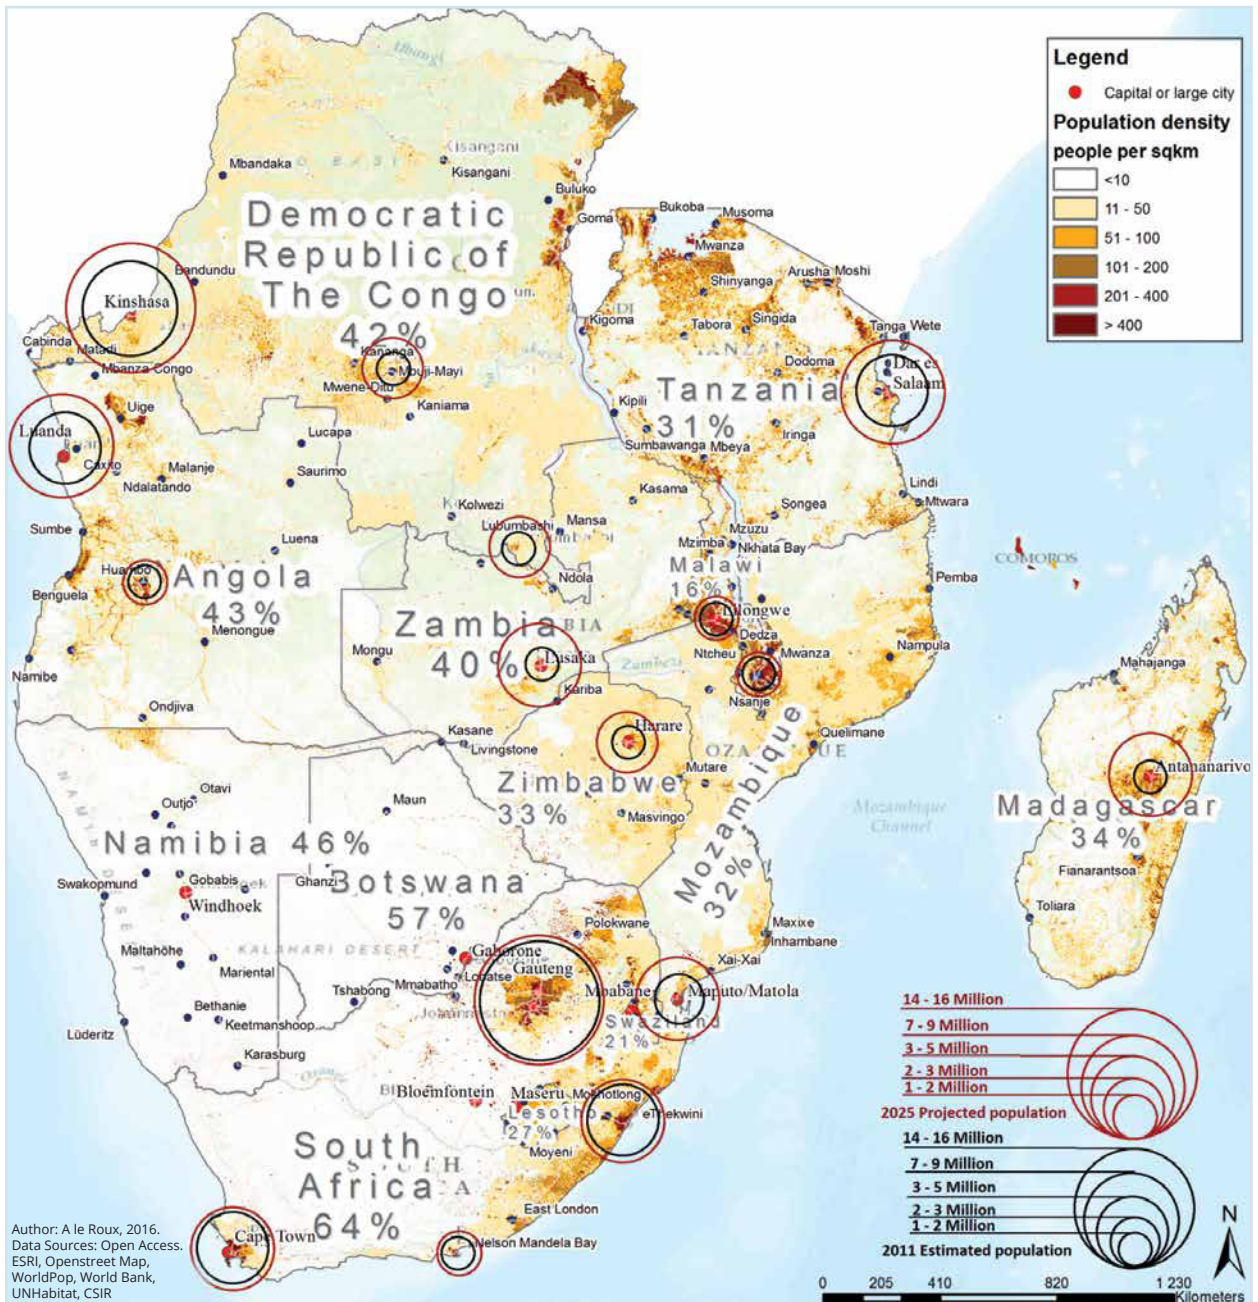 Legend
Capital or large city
Population density
people per sqkm
<10
11 - 50
51 - 100
101 - 200
201 - 400
> 400
Ubangi
Kisangani
Kisangani
Mbandaka
Buluko
Goma
Bukoba
Musoma
Mwanza
Democratic
Republic of
The Congo
42%
Bandundu
Kinshasa
Shinyanga
Arusha
Moshi
Kigoma
Tabora
Singida
Tanga
Wete
Cabinda
Matadi
Mbanza Congo
Kananga
Mbuji-Mayi
Mwene-Ditu
Kaniama
Dodoma
Dar es
Salaam
Tanzania
31%
Kipili
Iringa
Uige
Luanda
Caxito
Lucapa
Malanje
Saurimo
Ndalatando
Sumbawanga
Mbeya
Kasama
Lindi
Mtwara
Songea
Kolwezi
Lubumbashi
Mansa
Mzuzu
Mzimba
Nkhata Bay
Sumbe
Luena
Huambo
Angola
43%
Benguela
Ndola
Malawi
16%
COMOROS
Pemba
Lilongwe
Dedza
Zambia
BIA
40%
Lusaka
Menongue
Mongu
Zambezi
Ntcheu
Mwanza
Nampula
Namibe
Kariba
Nsanje
Mahajanga
Ondjiva
Kasane
Livingstone
Harare
OZA
UE
Quelimane
Mutare
Zimbabwe
33%
Masvingo
Mozambique
32%
Mozambique
Channel
Antananarivo
Madagascar
34%
Fianarantsoa
Toliara
Otavi
Outjo
Maun
Namibia 46%
Gobabis
Ghanzi
Botswana
57%
Swakopmund
Windhoek
Polokwane
Maxixe
Inhambane
Maltahöhe
KALAHARI DESERT
Gaborone
Gauteng
Lobatse
Mmabatho
Xai-Xai
Mariental
Tshabong
Mbabane
Maputo/Matola
Bethanie
Keetmanshoop
Lüderitz
Swaziland
21%
Karasburg
Orange
Bloemfontein
Maseru
Mokhotlong
Lesotho
27%
eThekwini
Moyeni
South
Africa
64%
East London
Cape Town
Nelson Mandela Bay
14 - 16 Million
7 - 9 Million
3 - 5 Million
2 - 3 Million
1 - 2 Million
2025 Projected population
14 - 16 Million
7 - 9 Million
3 - 5 Million
2 - 3 Million
1 - 2 Million
2011 Estimated population
N
0 205 410 820 1 230
Kilometers
Author: A le Roux, 2016.
Data Sources: Open Access.
ESRI, Openstreet Map,
WorldPop, World Bank,
UNHabitat, CSIR